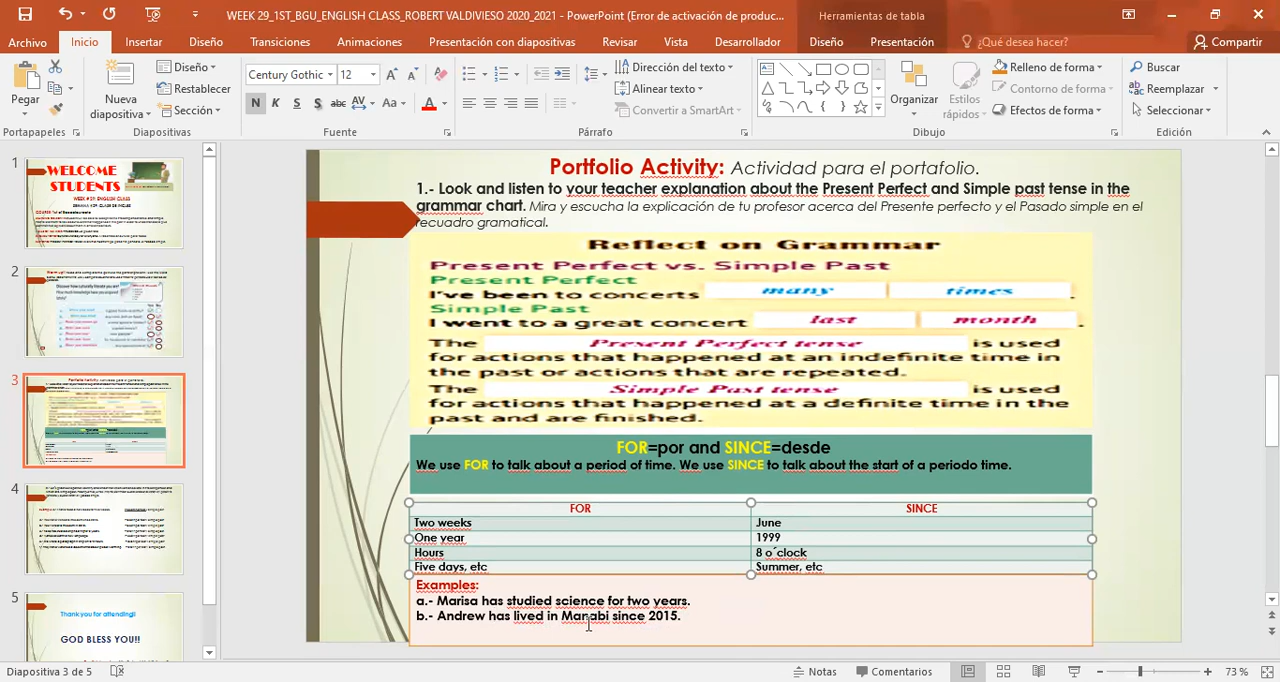 WEEK 29_1ST_BGU_ENGLISH CLASS_ROBERT VALDIVIESO 2020_2021 - PowerPoint (Error de activación de produc...
Herramientas de tabla
Archivo Inicio Insertar Diseño Transiciones Animaciones Presentación con diapositivas Revisar Vista Desarrollador Diseño Presentación ¿Qué desea hacer? Compartir
Pegar
Nueva diapositiva
Diseño
Restablecer
Sección
Century Gothic 12
N K S S abc AV Aa A
Dirección del texto
Alinear texto
Convertir a SmartArt
Organizar
Estilos rápidos
Relleno de forma
Contorno de forma
Efectos de forma
Buscar
Reemplazar
Seleccionar
Portapapeles Diapositivas Fuente Párrafo Dibujo Edición
1
WELCOME
STUDENTS
2
3
4
5
Thank you for attending!!
GOD BLESS YOU!!
Portfolio Activity: Actividad para el portafolio.
1.- Look and listen to your teacher explanation about the Present Perfect and Simple past tense in the
grammar chart. Mira y escucha la explicación de tu profesor acerca del Presente perfecto y el Pasado simple en el
recuadro gramatical.
Reflect on Grammar
Present Perfect vs. Simple Past
Present Perfect
I've been to concerts many times .
Simple Past
I went to a great concert last month .
The Present Perfect tense is used
for actions that happened at an indefinite time in
the past or actions that are repeated.
The Simple Past tense is used
for actions that happened at a definite time in the
past and are finished.
FOR=por and SINCE=desde
We use FOR to talk about a period of time. We use SINCE to talk about the start of a periodo time.
FOR SINCE
Two weeks June
One year 1999
Hours 8 o´clock
Five days, etc Summer, etc
Examples:
a.- Marisa has studied science for two years.
b.- Andrew has lived in Manabi since 2015.
Diapositiva 3 de 5 Notas Comentarios 73 %